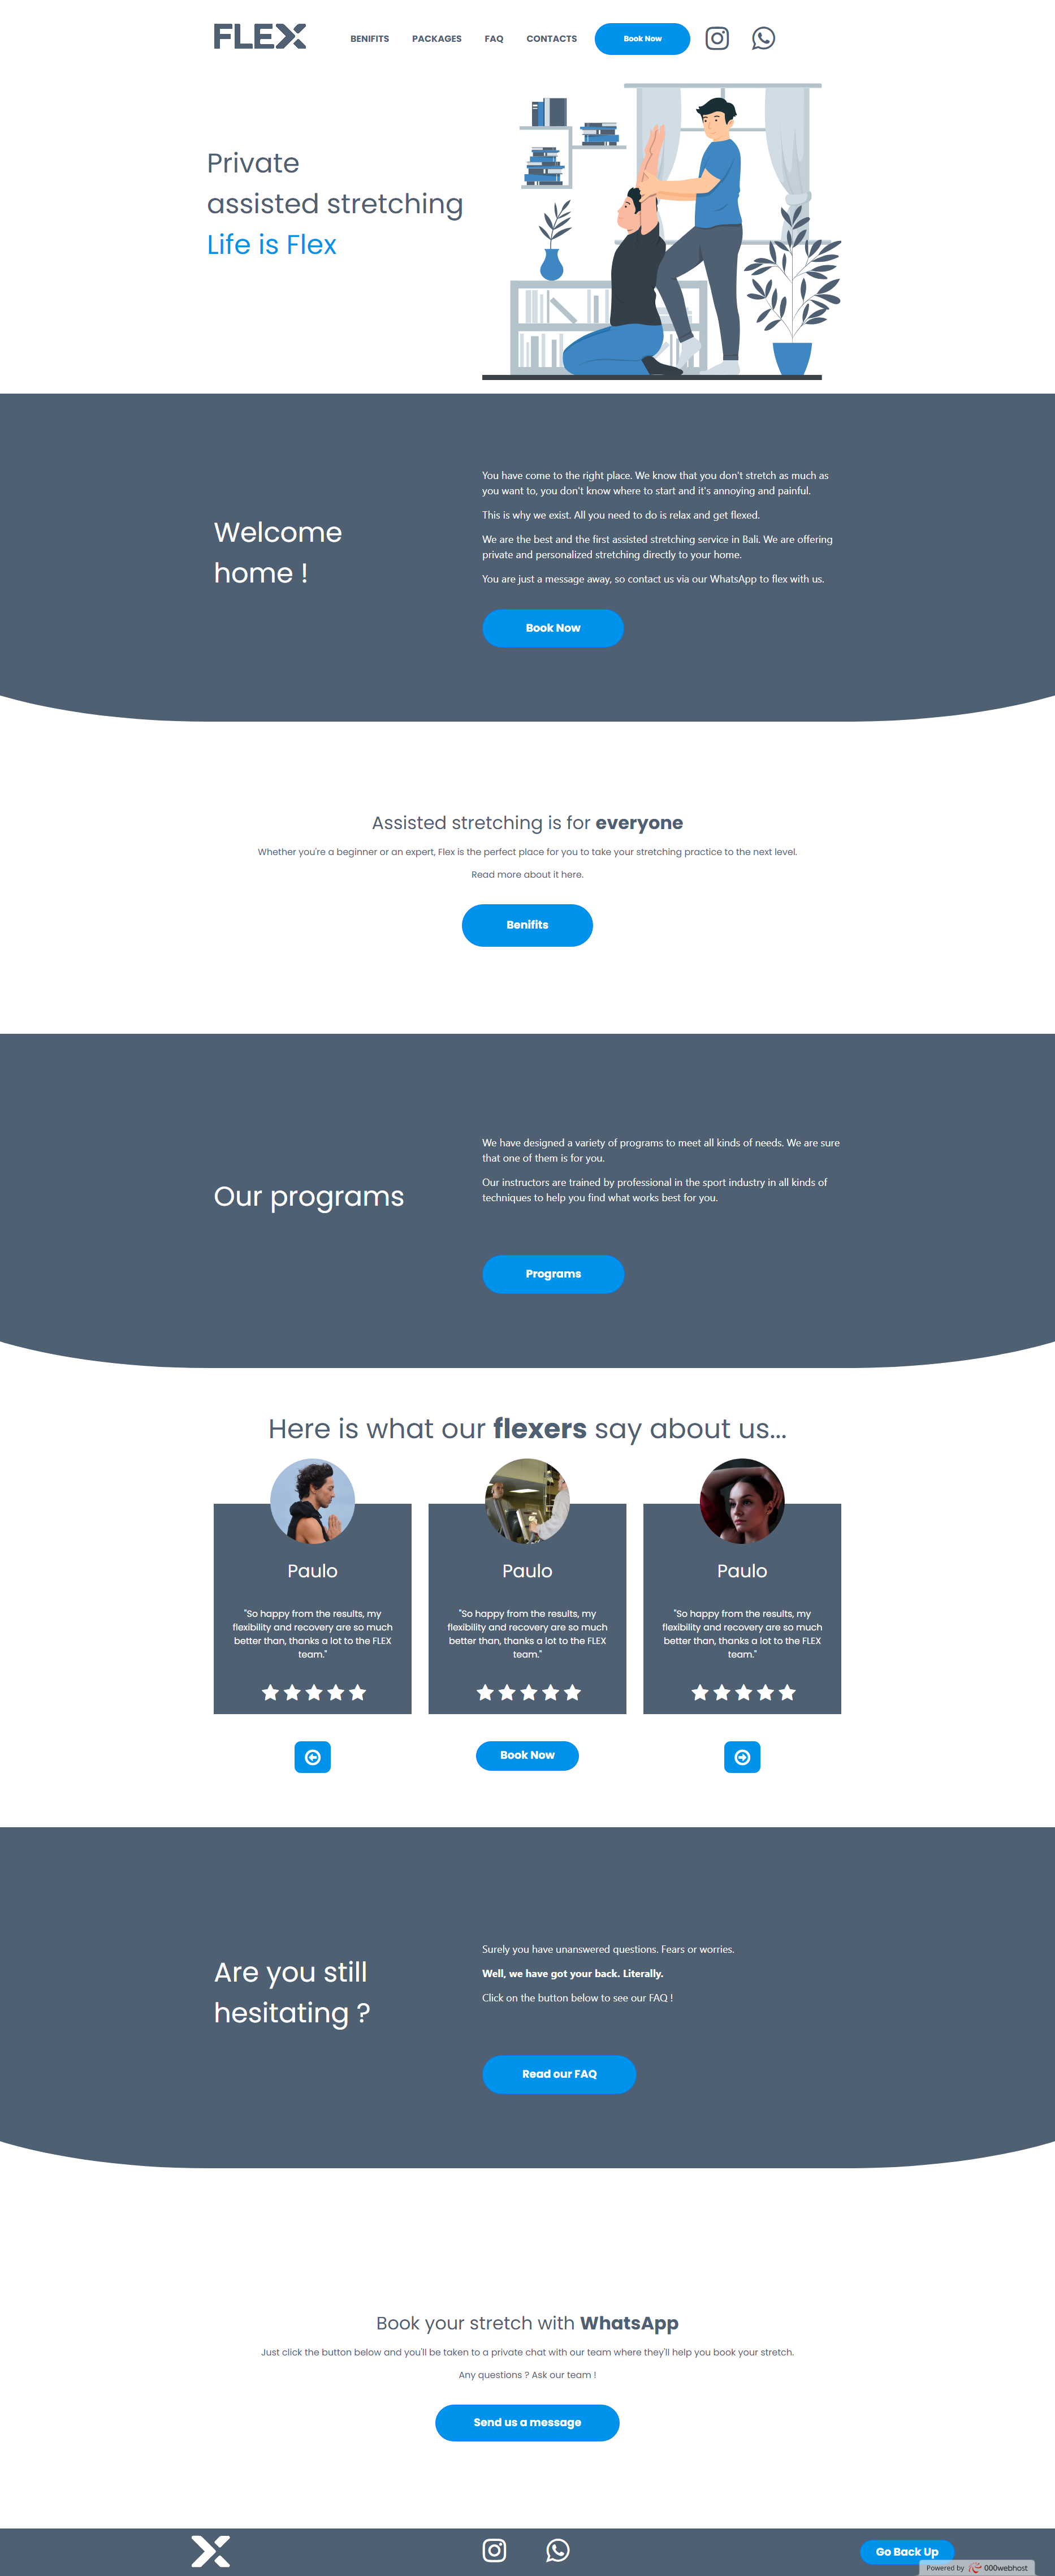 FLEX
BENIFITS PACKAGES FAQ CONTACTS Book Now
Private
assisted stretching
Life is Flex
Welcome
home !
You have come to the right place. We know that you don't stretch as much as
you want to, you don't know where to start and it's annoying and painful.
This is why we exist. All you need to do is relax and get flexed.
We are the best and the first assisted stretching service in Bali. We are offering
private and personalized stretching directly to your home.
You are just a message away, so contact us via our WhatsApp to flex with us.
Book Now
Assisted stretching is for everyone
Whether you're a beginner or an expert, Flex is the perfect place for you to take your stretching practice to the next level.
Read more about it here.
Benifits
Our programs
We have designed a variety of programs to meet all kinds of needs. We are sure
that one of them is for you.
Our instructors are trained by professional in the sport industry in all kinds of
techniques to help you find what works best for you.
Programs
Here is what our flexers say about us...
Paulo
"So happy from the results, my
flexibility and recovery are so much
better than, thanks a lot to the FLEX
team."
Paulo
"So happy from the results, my
flexibility and recovery are so much
better than, thanks a lot to the FLEX
team."
Paulo
"So happy from the results, my
flexibility and recovery are so much
better than, thanks a lot to the FLEX
team."
Book Now
Are you still
hesitating ?
Surely you have unanswered questions. Fears or worries.
Well, we have got your back. Literally.
Click on the button below to see our FAQ !
Read our FAQ
Book your stretch with WhatsApp
Just click the button below and you'll be taken to a private chat with our team where they'll help you book your stretch.
Any questions ? Ask our team !
Send us a message
Go Back Up
Powered by 000webhost